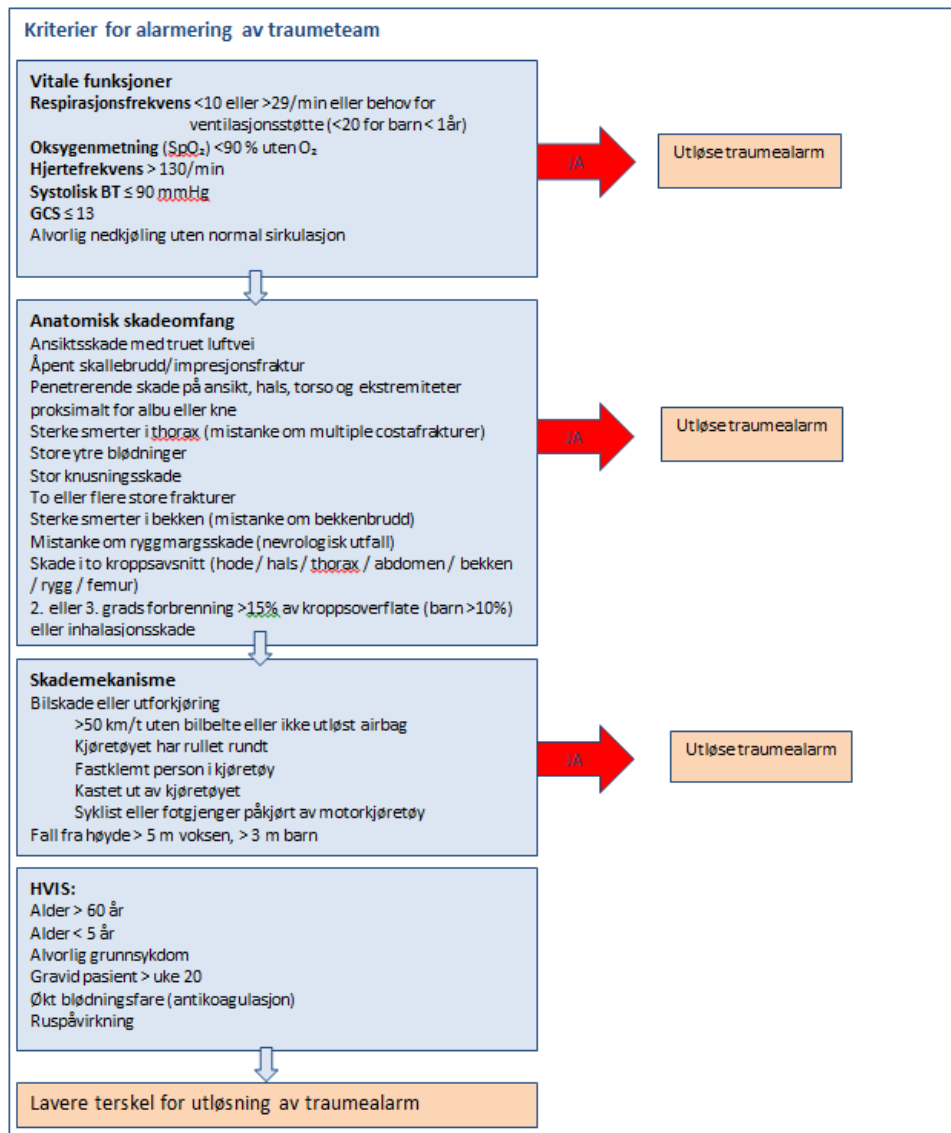 Kriterier for alarmering av traumeteam
Vitale funksjoner
Respirasjonsfrekvens <10 eller >29/min eller behov for
ventilasjonsstøtte (<20 for barn < 1år)
Oksygenmetning (SpO₂) <90 % uten O₂
Hjertefrekvens > 130/min
Systolisk BT ≤ 90 mmHg
GCS ≤ 13
Alvorlig nedkjøling uten normal sirkulasjon
JA
Utløse traumealarm
Anatomisk skadeomfang
Ansiktsskade med truet luftvei
Åpent skallebrudd/impresjonsfraktur
Penetrerende skade på ansikt, hals, torso og ekstremiteter
proksimalt for albu eller kne
Sterke smerter i thorax (mistanke om multiple costafrakturer)
Store ytre blødninger
Stor knusningsskade
To eller flere store frakturer
Sterke smerter i bekken (mistanke om bekkenbrudd)
Mistanke om ryggmargsskade (nevrologisk utfall)
Skade i to kroppsavsnitt (hode / hals / thorax / abdomen / bekken
/ rygg / femur)
2. eller 3. grads forbrenning >15% av kroppsoverflate (barn >10%)
eller inhalasjonsskade
JA
Utløse traumealarm
Skademekanisme
Bilskade eller utforkjøring
>50 km/t uten bilbelte eller ikke utløst airbag
Kjøretøyet har rullet rundt
Fastklemt person i kjøretøy
Kastet ut av kjøretøyet
Syklist eller fotgjenger påkjørt av motorkjøretøy
Fall fra høyde > 5 m voksen, > 3 m barn
JA
Utløse traumealarm
HVIS:
Alder > 60 år
Alder < 5 år
Alvorlig grunnsykdom
Gravid pasient > uke 20
Økt blødningsfare (antikoagulasjon)
Ruspåvirkning
Lavere terskel for utløsning av traumealarm